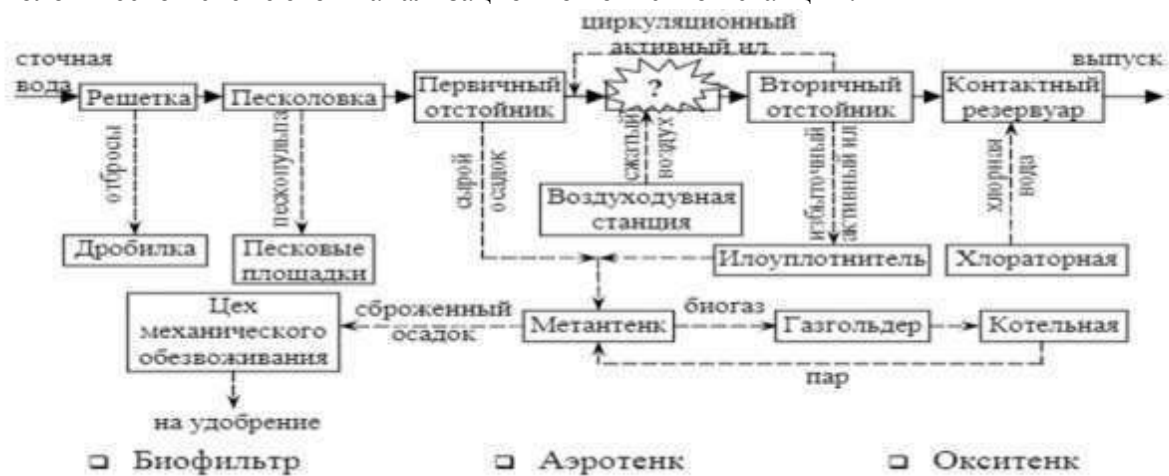 циркуляционный
активный ил
сточная
вода
выпуск
Решетка
Песколовка
Первичный
отстойник
?
Вторичный
отстойник
Контактный
резервуар
отбросы
пескопульпа
сырой
осадок
сжатый
воздух
избыточный
активный ил
хлорная
вода
Воздуходувная
станция
Дробилка
Песковые
площадки
Илоуплотнитель
Хлораторная
Цех
механического
обезвоживания
сброженный
осадок
Метантенк
биогаз
Газгольдер
Котельная
пар
на удобрение
Биофильтр
Аэротенк
Окситенк